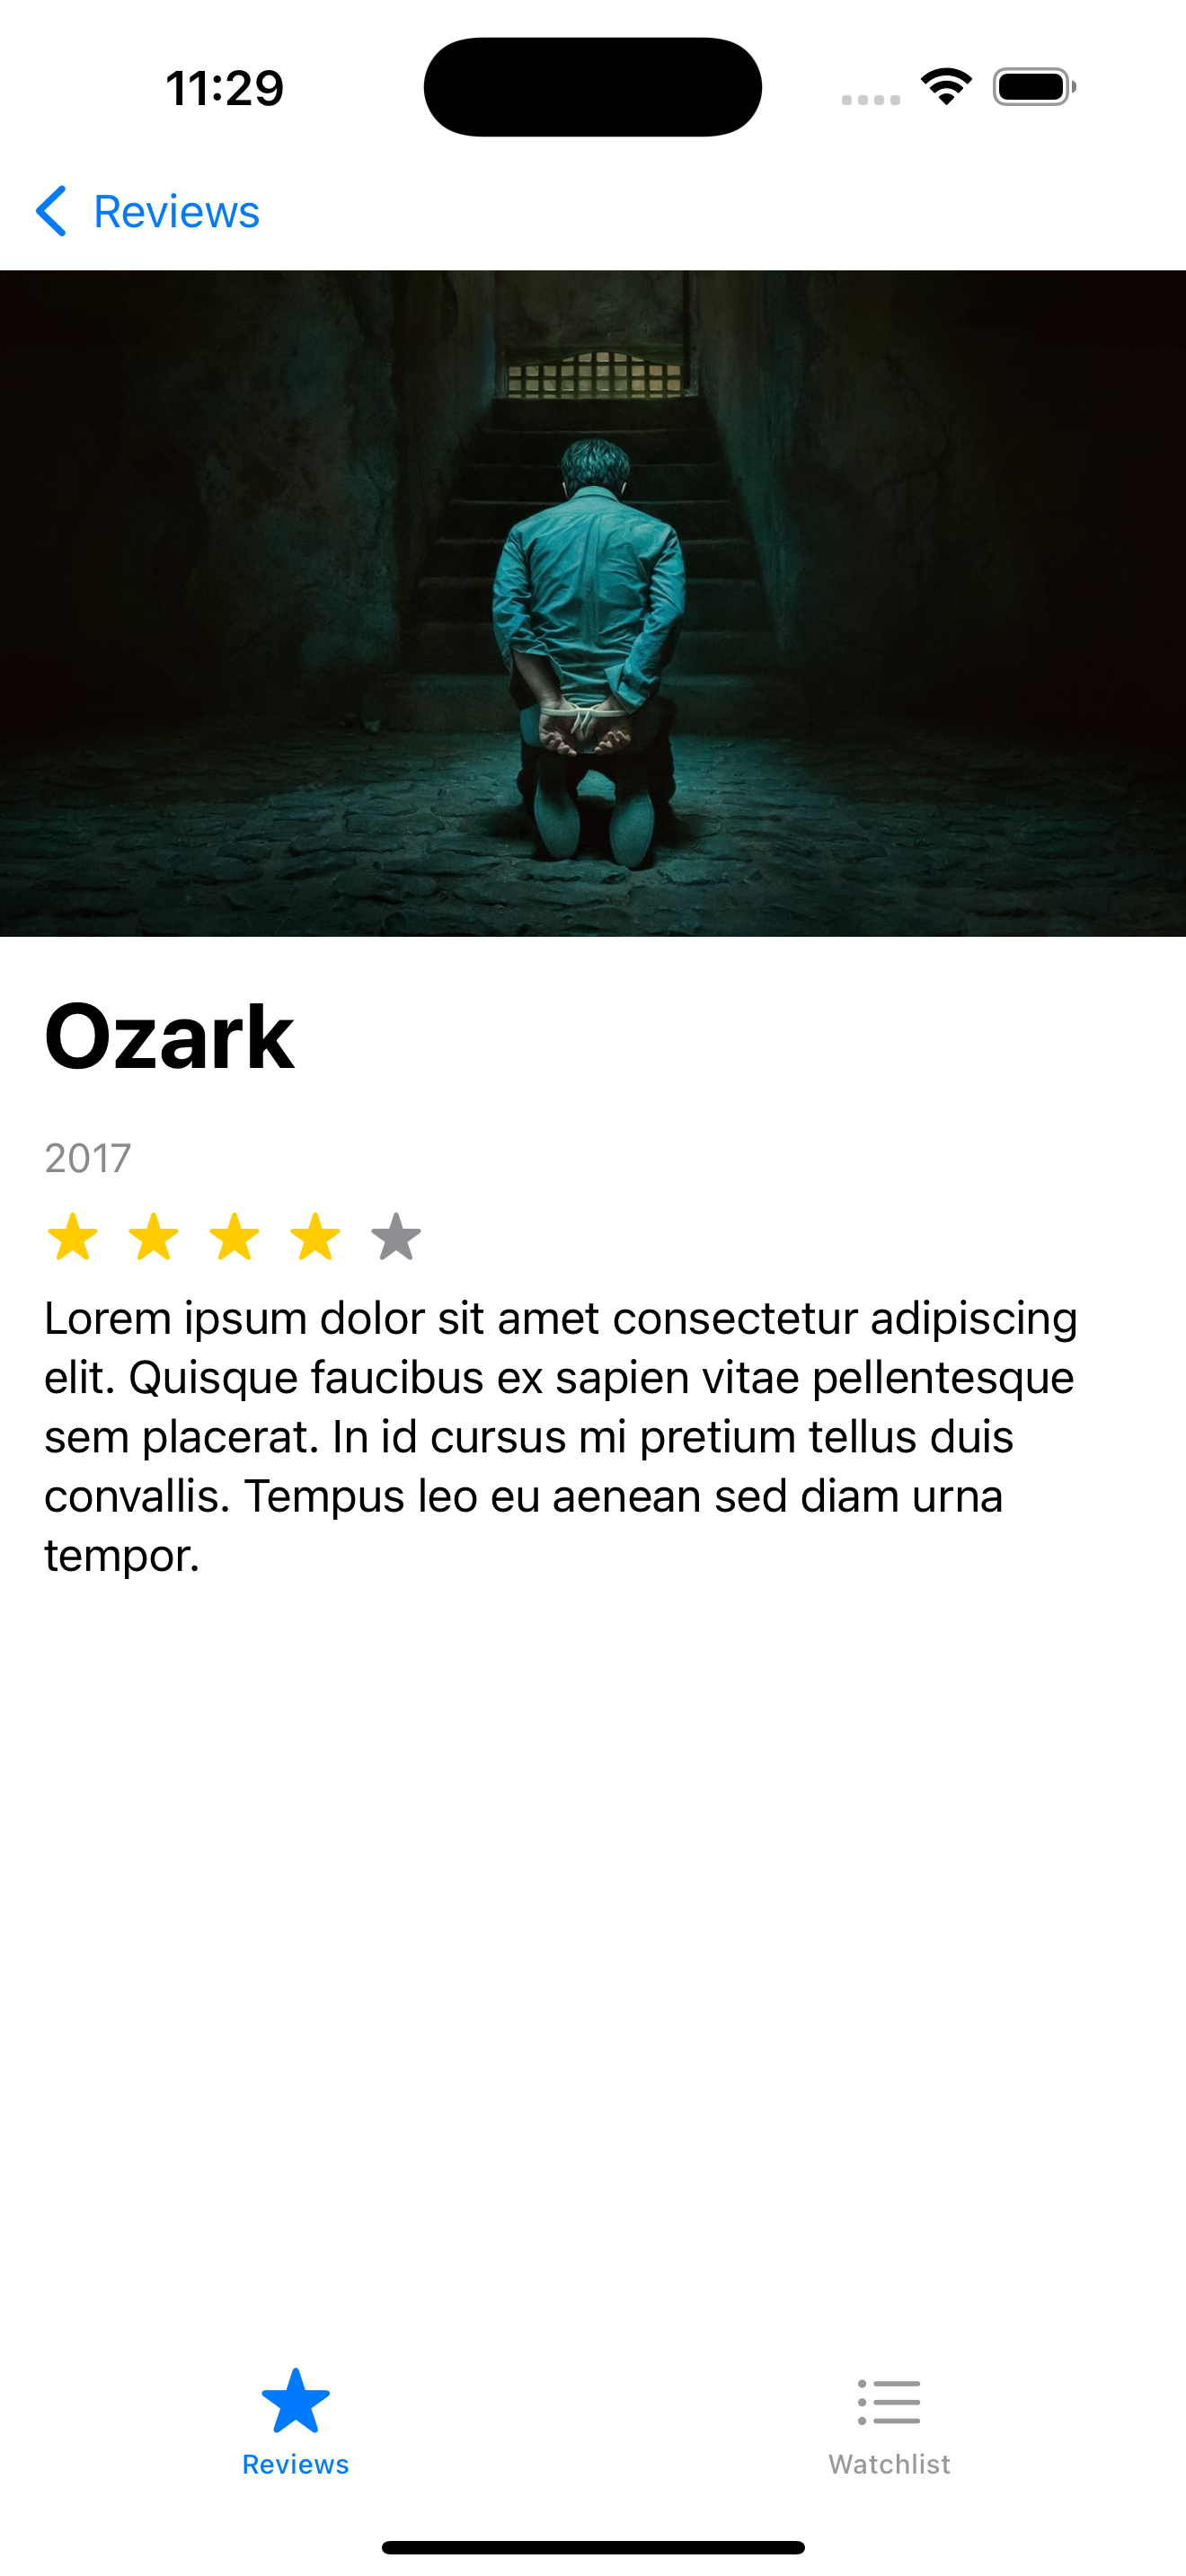 11:29
Reviews
Ozark
2017
Lorem ipsum dolor sit amet consectetur adipiscing
elit. Quisque faucibus ex sapien vitae pellentesque
sem placerat. In id cursus mi pretium tellus duis
convallis. Tempus leo eu aenean sed diam urna
tempor.
Reviews
Watchlist